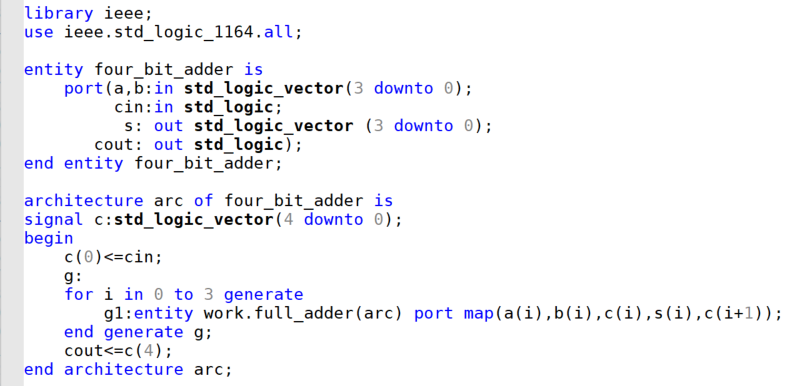 library ieee;
use ieee.std_logic_1164.all;
entity four_bit_adder is
port(a,b:in std_logic_vector(3 downto 0);
cin:in std_logic;
s: out std_logic_vector (3 downto 0);
cout: out std_logic);
end entity four_bit_adder;
architecture arc of four_bit_adder is
signal c:std_logic_vector(4 downto 0);
begin
c(0)<=cin;
g:
for i in 0 to 3 generate
g1:entity work.full_adder(arc) port map(a(i),b(i),c(i),s(i),c(i+1));
end generate g;
cout<=c(4);
end architecture arc;